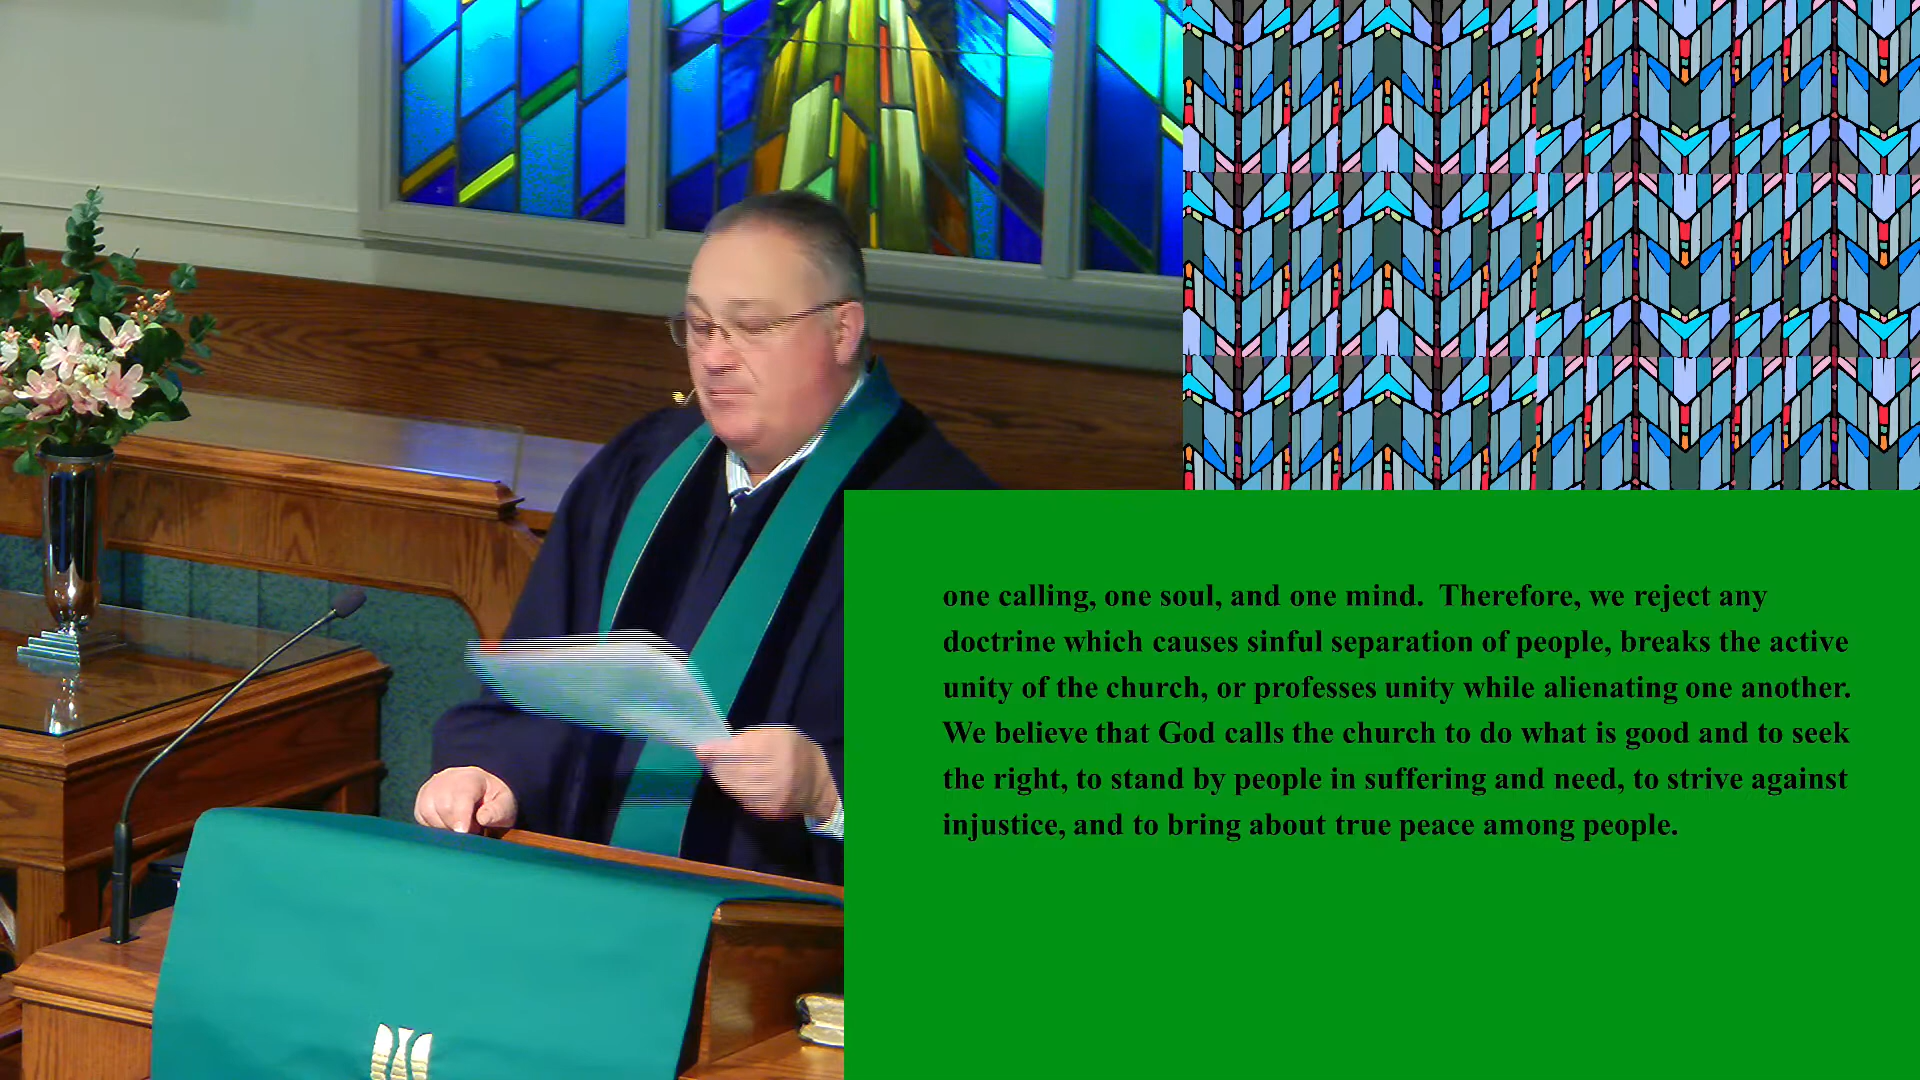 one calling, one soul, and one mind.  Therefore, we reject any
doctrine which causes sinful separation of people, breaks the active
unity of the church, or professes unity while alienating one another.
We believe that God calls the church to do what is good and to seek
the right, to stand by people in suffering and need, to strive against
injustice, and to bring about true peace among people.